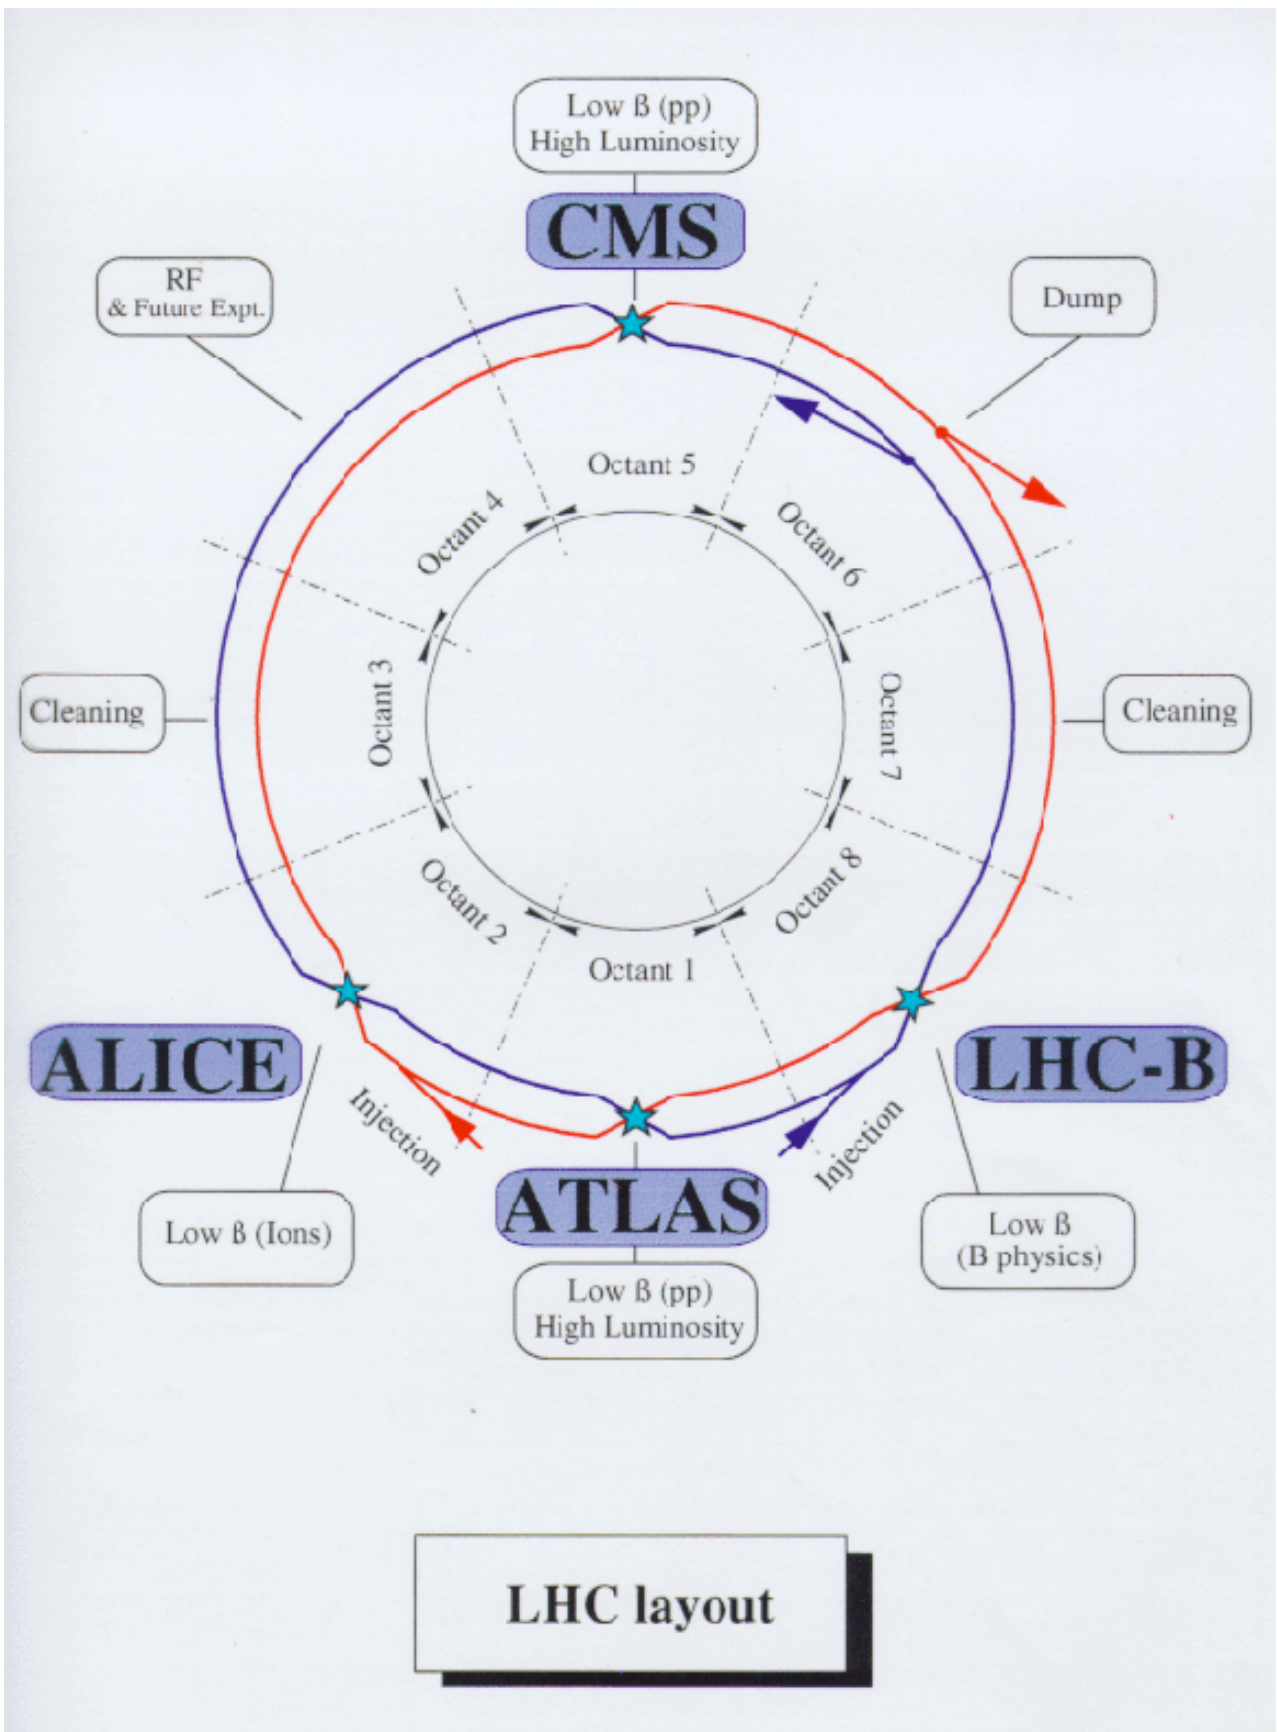 Low ß (pp)
High Luminosity
CMS
RF
& Future Expt.
Dump
Octant 5
Octant 4
Octant 6
Cleaning
Octant 3
Octant 7
Cleaning
Octant 2
Octant 8
Octant 1
ALICE
LHC-B
Injection
Injection
ATLAS
Low ß (Ions)
Low ß
(B physics)
Low ß (pp)
High Luminosity
LHC layout